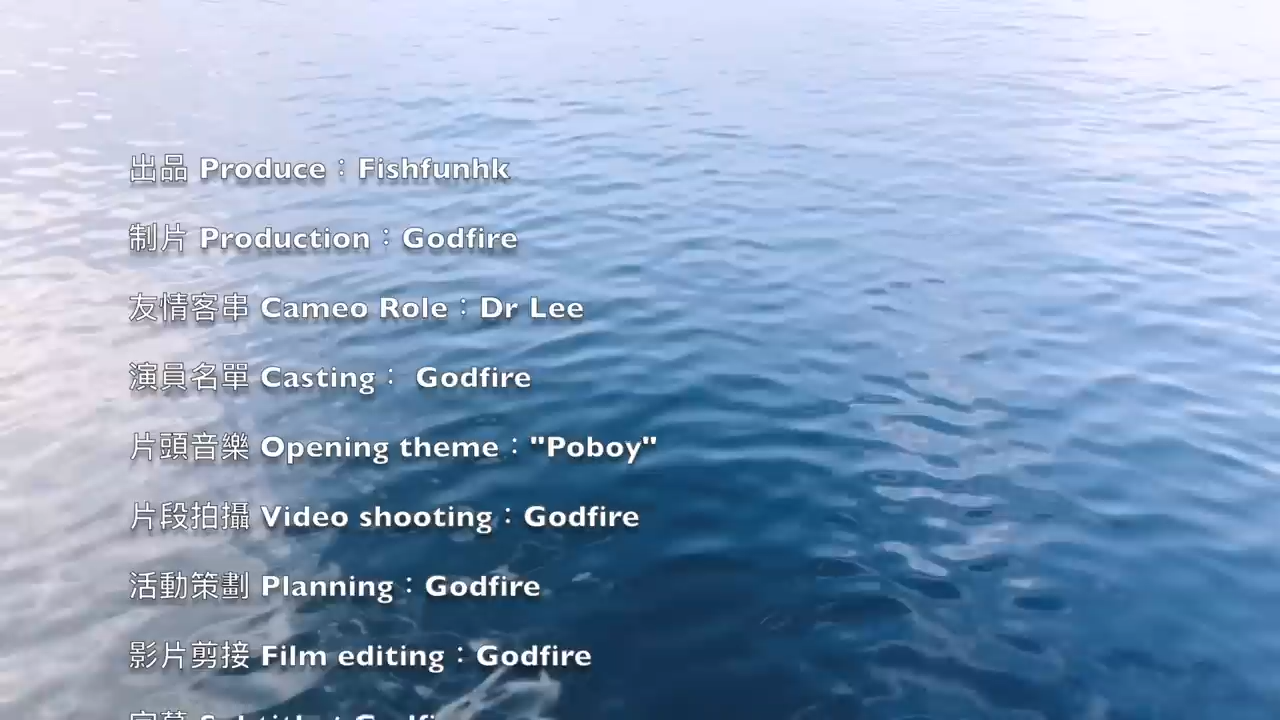 出品 Produce：Fishfunhk
制片 Production：Godfire
友情客串 Cameo Role：Dr Lee
演員名單 Casting： Godfire
片頭音樂 Opening theme："Poboy"
片段拍攝 Video shooting：Godfire
活動策劃 Planning：Godfire
影片剪接 Film editing：Godfire